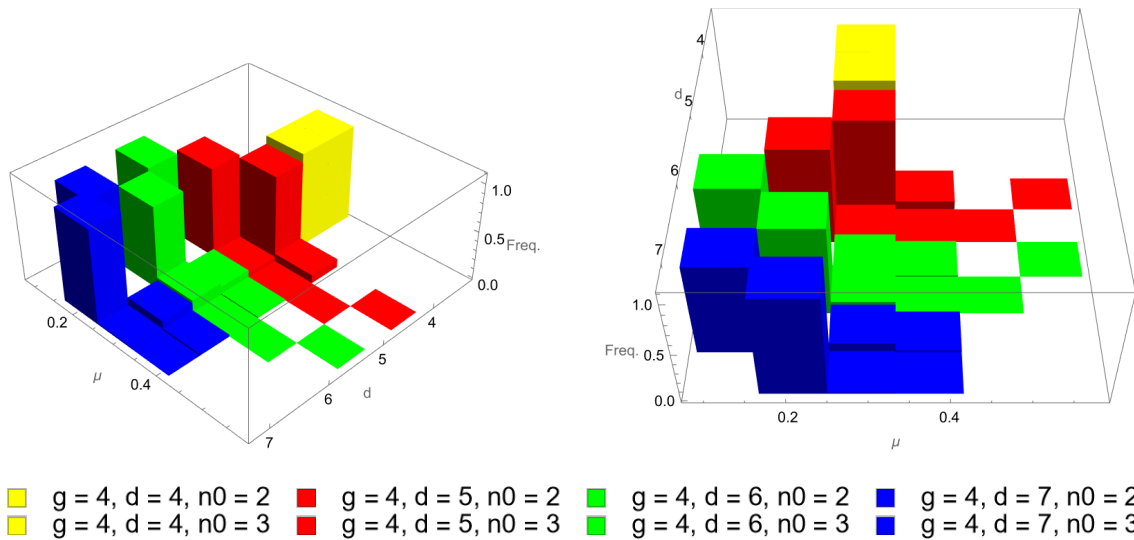 1.0
0.5
Freq.
0.0
0.2
0.4
μ
4
5
6
7
d
4
d
5
6
7
1.0
Freq.
0.5
0.0
0.2
0.4
μ
g = 4, d = 4, n0 = 2
g = 4, d = 5, n0 = 2
g = 4, d = 6, n0 = 2
g = 4, d = 7, n0 = 2
g = 4, d = 4, n0 = 3
g = 4, d = 5, n0 = 3
g = 4, d = 6, n0 = 3
g = 4, d = 7, n0 = 3